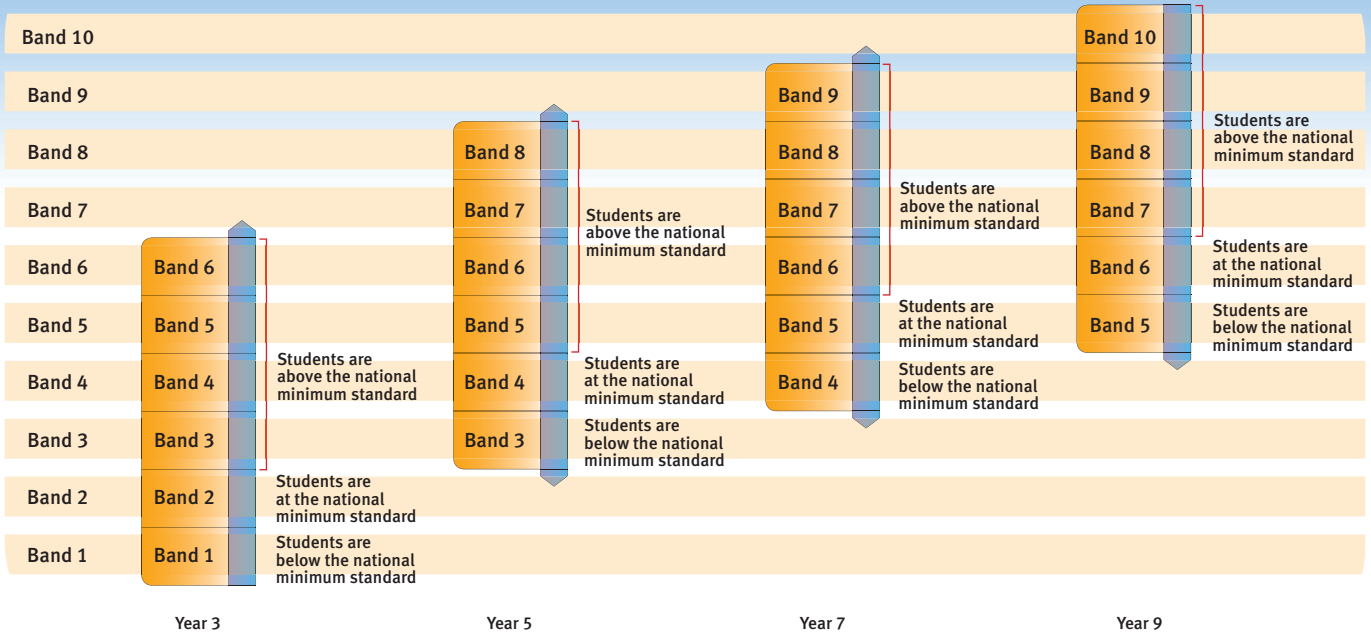 Band 10
Band 9
Band 8
Band 7
Band 6
Band 5
Band 4
Band 3
Band 2
Band 1
Band 6
Band 5
Band 4
Band 3
Band 2
Band 1
Students are
above the national
minimum standard
Students are
at the national
minimum standard
Students are
below the national
minimum standard
Year 3
Band 8
Band 7
Band 6
Band 5
Band 4
Band 3
Students are
above the national
minimum standard
Students are
at the national
minimum standard
Students are
below the national
minimum standard
Year 5
Band 9
Band 8
Band 7
Band 6
Band 5
Band 4
Students are
above the national
minimum standard
Students are
at the national
minimum standard
Students are
below the national
minimum standard
Year 7
Band 10
Band 9
Band 8
Band 7
Band 6
Band 5
Students are
above the national
minimum standard
Students are
at the national
minimum standard
Students are
below the national
minimum standard
Year 9